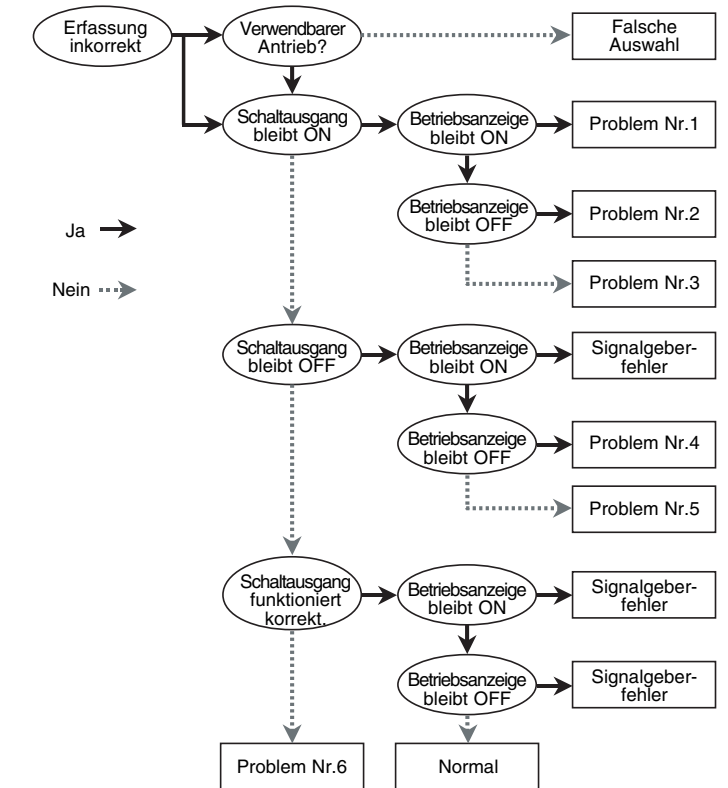 Erfassung
inkorrekt
Verwendbarer
Antrieb?
Falsche
Auswahl
Schaltausgang
bleibt ON
Betriebsanzeige
bleibt ON
Problem Nr.1
Betriebsanzeige
bleibt OFF
Problem Nr.2
Ja
Nein
Problem Nr.3
Schaltausgang
bleibt OFF
Betriebsanzeige
bleibt ON
Signalgeber-
fehler
Betriebsanzeige
bleibt OFF
Problem Nr.4
Problem Nr.5
Schaltausgang
funktioniert
korrekt.
Betriebsanzeige
bleibt ON
Signalgeber-
fehler
Betriebsanzeige
bleibt OFF
Signalgeber-
fehler
Problem Nr.6
Normal